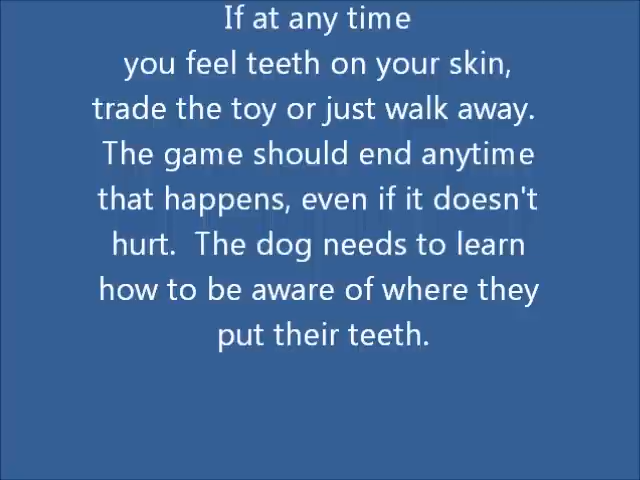 If at any time
you feel teeth on your skin,
trade the toy or just walk away.
The game should end anytime
that happens, even if it doesn't
hurt.  The dog needs to learn
how to be aware of where they
put their teeth.